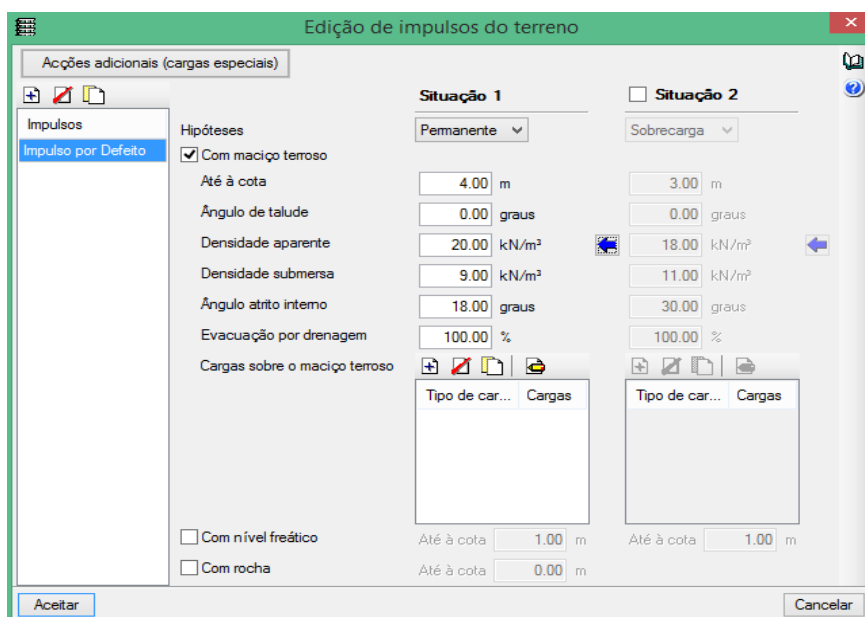 Edição de impulsos do terreno
Acções adicionais (cargas especiais)
Situação 1
Situação 2
Impulsos
Impulso por Defeito
Hipóteses
Permanente
Sobrecarga
Com maciço terroso
Até à cota 4.00 m 3.00 m
Ângulo de talude 0.00 graus 0.00 graus
Densidade aparente 20.00 kN/m³ 18.00 kN/m³
Densidade submersa 9.00 kN/m³ 11.00 kN/m³
Ângulo atrito interno 18.00 graus 30.00 graus
Evacuação por drenagem 100.00 % 100.00 %
Cargas sobre o maciço terroso
Tipo de car... Cargas Tipo de car... Cargas
Com nível freático Até à cota 1.00 m Até à cota 1.00 m
Com rocha Até à cota 0.00 m
Aceitar Cancelar